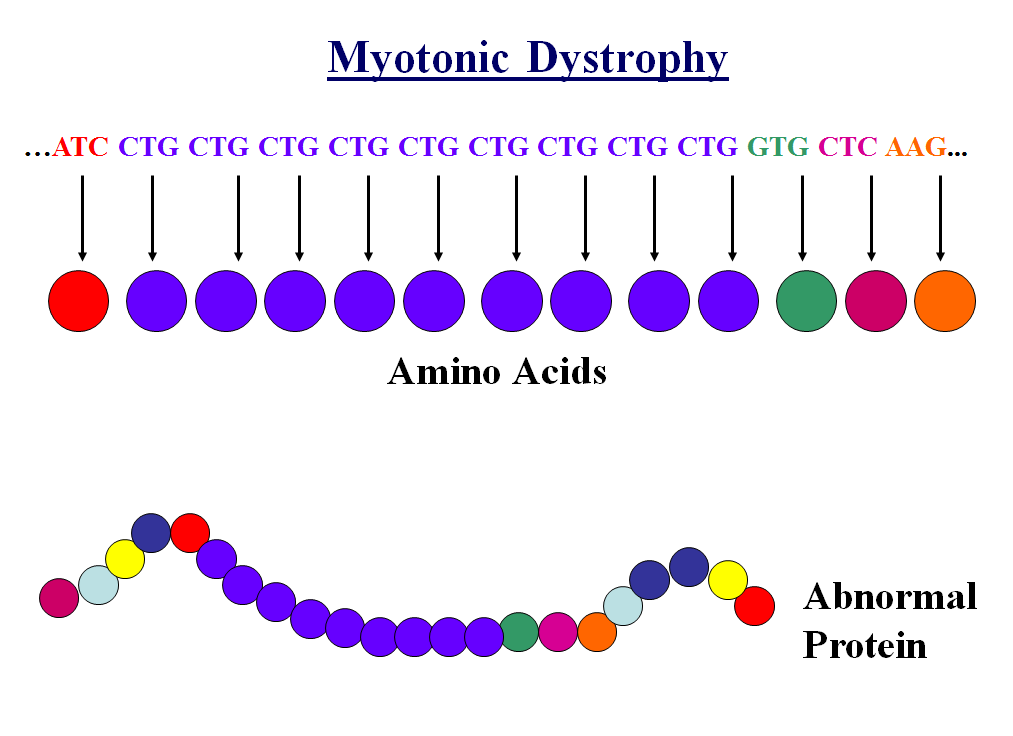 Myotonic Dystrophy
…ATC CTG CTG CTG CTG CTG CTG CTG CTG CTG GTG CTC AAG...
Amino Acids
Abnormal
Protein